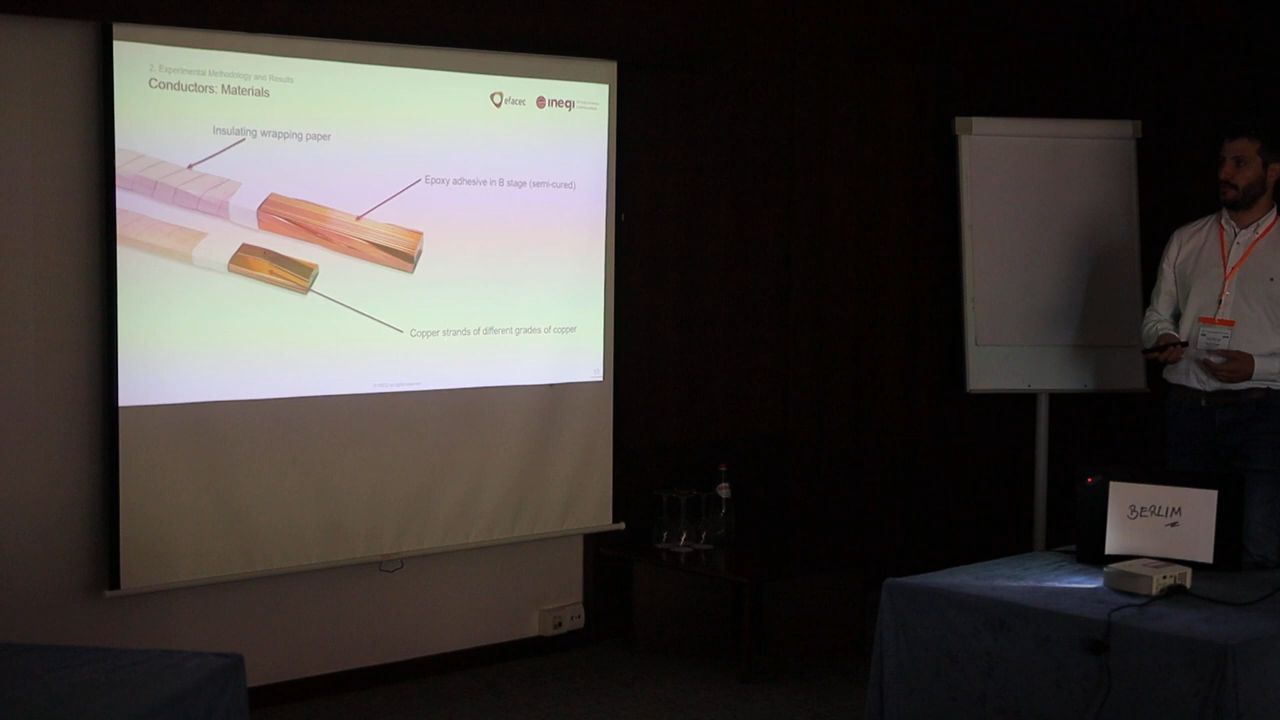 2. Experimental Methodology and Results
Conductors: Materials
efacec
inegi
Insulating wrapping paper
Epoxy adhesive in B stage (semi-cured)
Copper strands of different grades of copper
BERLIM